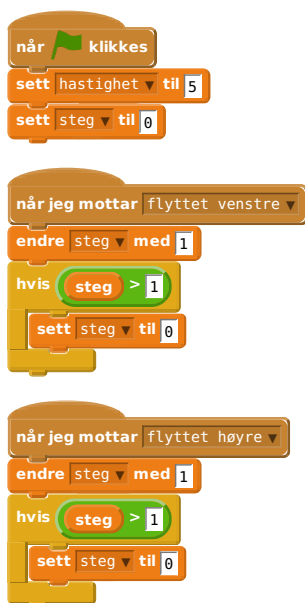 når klikkes
sett hastighet til 5
sett steg til 0
når jeg mottar flyttet venstre
endre steg med 1
hvis steg > 1
sett steg til 0
når jeg mottar flyttet høyre
endre steg med 1
hvis steg > 1
sett steg til 0